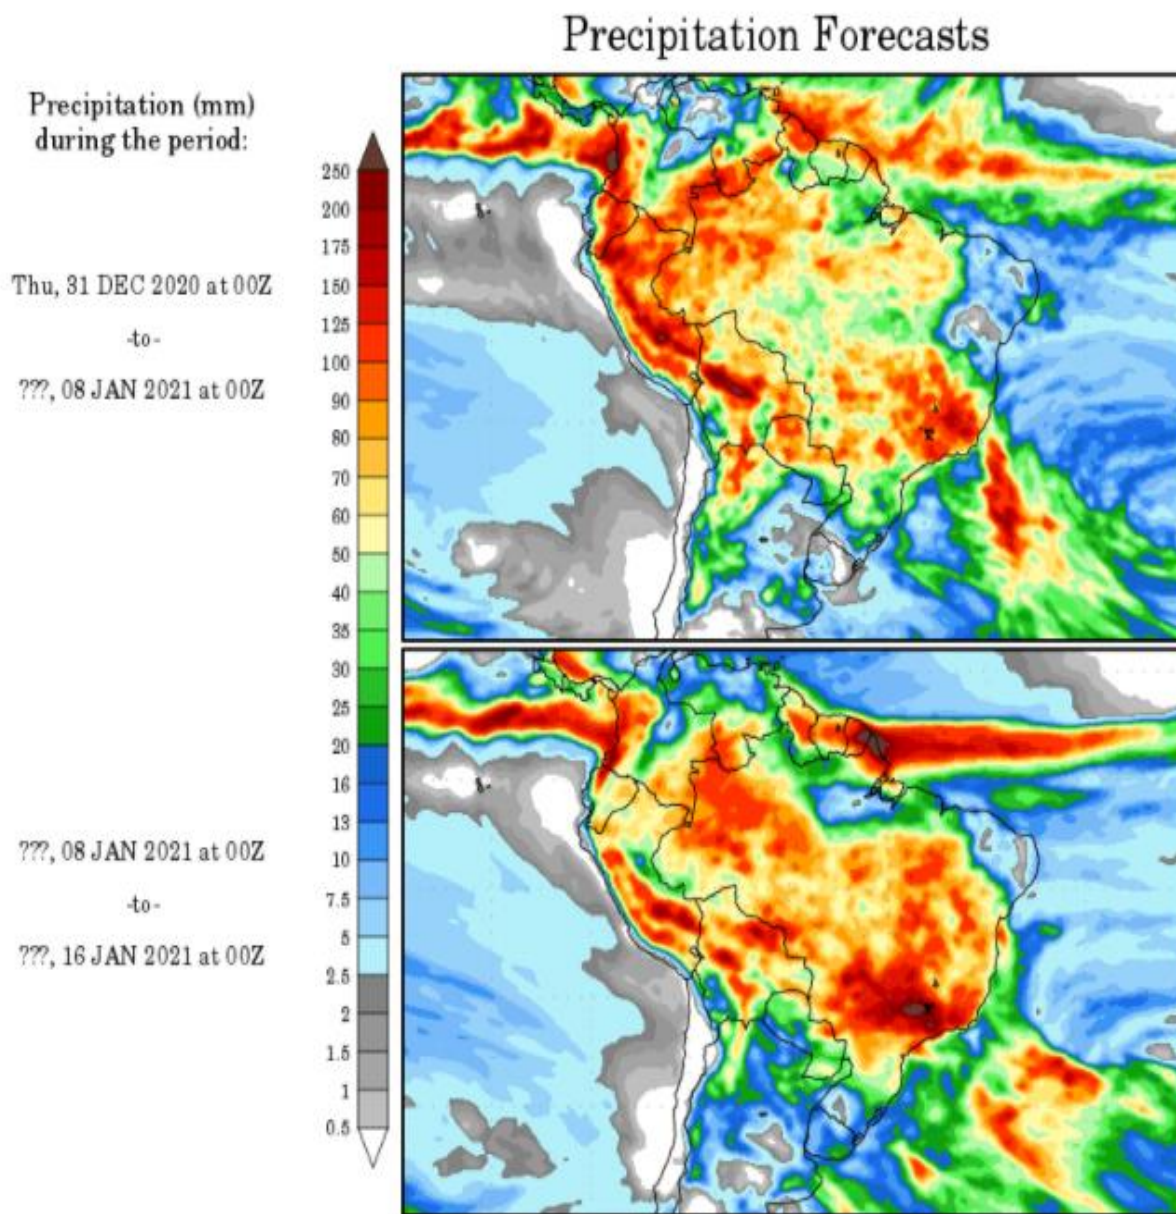 Precipitation Forecasts
Precipitation (mm)
during the period:
Thu, 31 DEC 2020 at 00Z
-to-
???, 08 JAN 2021 at 00Z
???, 08 JAN 2021 at 00Z
-to-
???, 16 JAN 2021 at 00Z
250
200
175
150
125
100
90
80
70
60
50
40
35
30
25
20
16
13
10
7.5
5
2.5
2
1.5
1
0.5